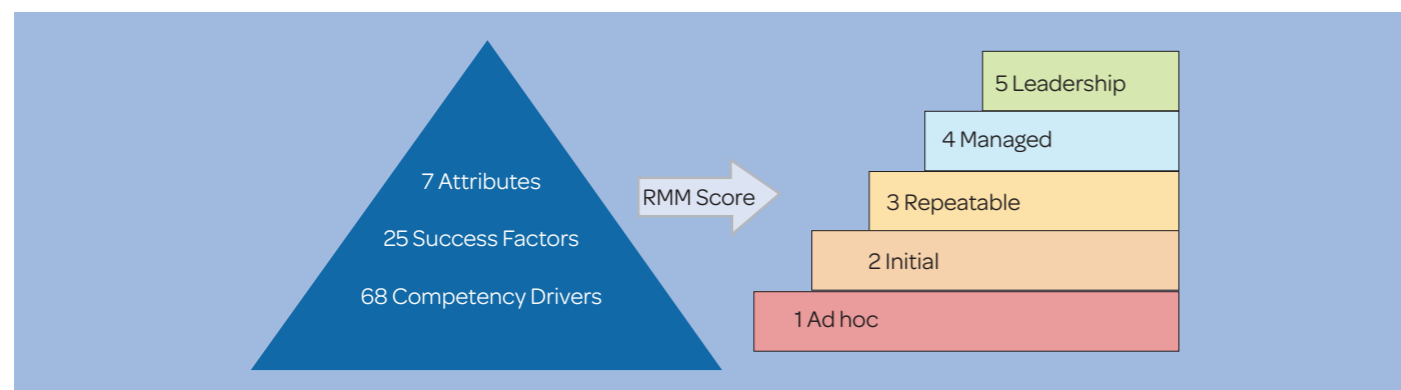 7 Attributes
25 Success Factors
68 Competency Drivers
RMM Score
5 Leadership
4 Managed
3 Repeatable
2 Initial
1 Ad hoc